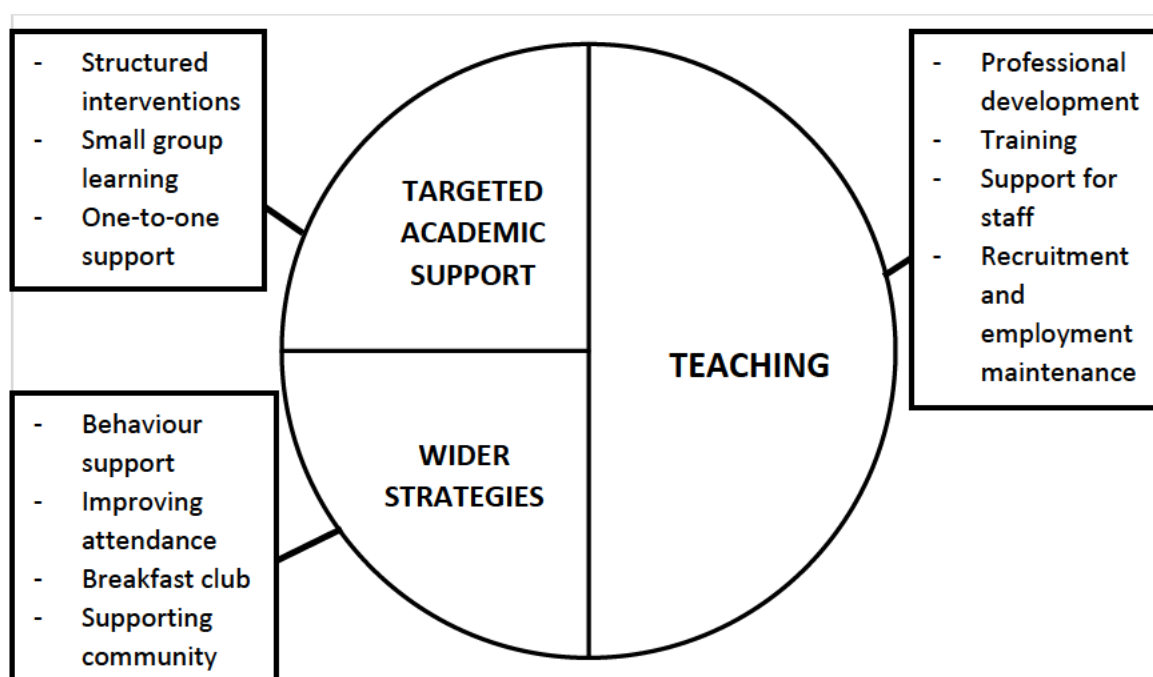 - Structured
interventions
- Small group
learning
- One-to-one
support
TARGETED
ACADEMIC
SUPPORT
- Behaviour
support
- Improving
attendance
- Breakfast club
- Supporting
community
WIDER
STRATEGIES
TEACHING
- Professional
development
- Training
- Support for
staff
- Recruitment
and
employment
maintenance